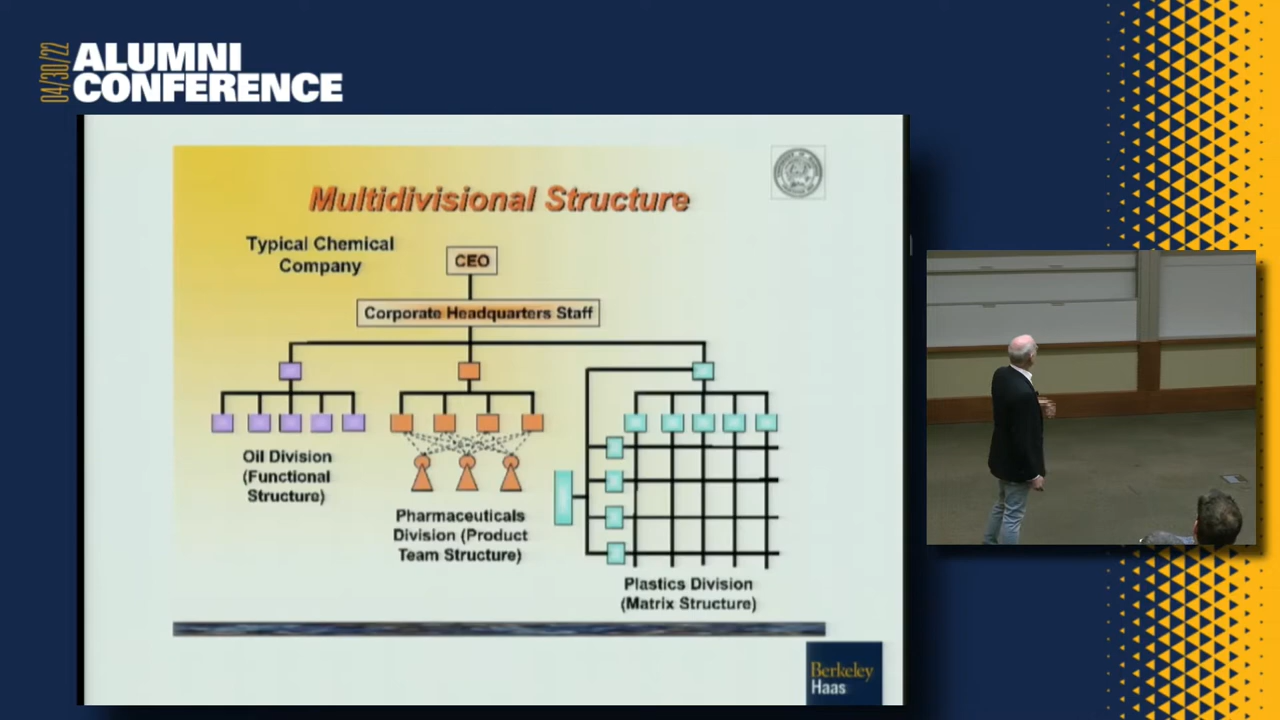 04/30/22
ALUMNI
CONFERENCE
Multidivisional Structure
Typical Chemical
Company
CEO
Corporate Headquarters Staff
Oil Division
(Functional
Structure)
Pharmaceuticals
Division (Product
Team Structure)
Plastics Division
(Matrix Structure)
Berkeley
Haas